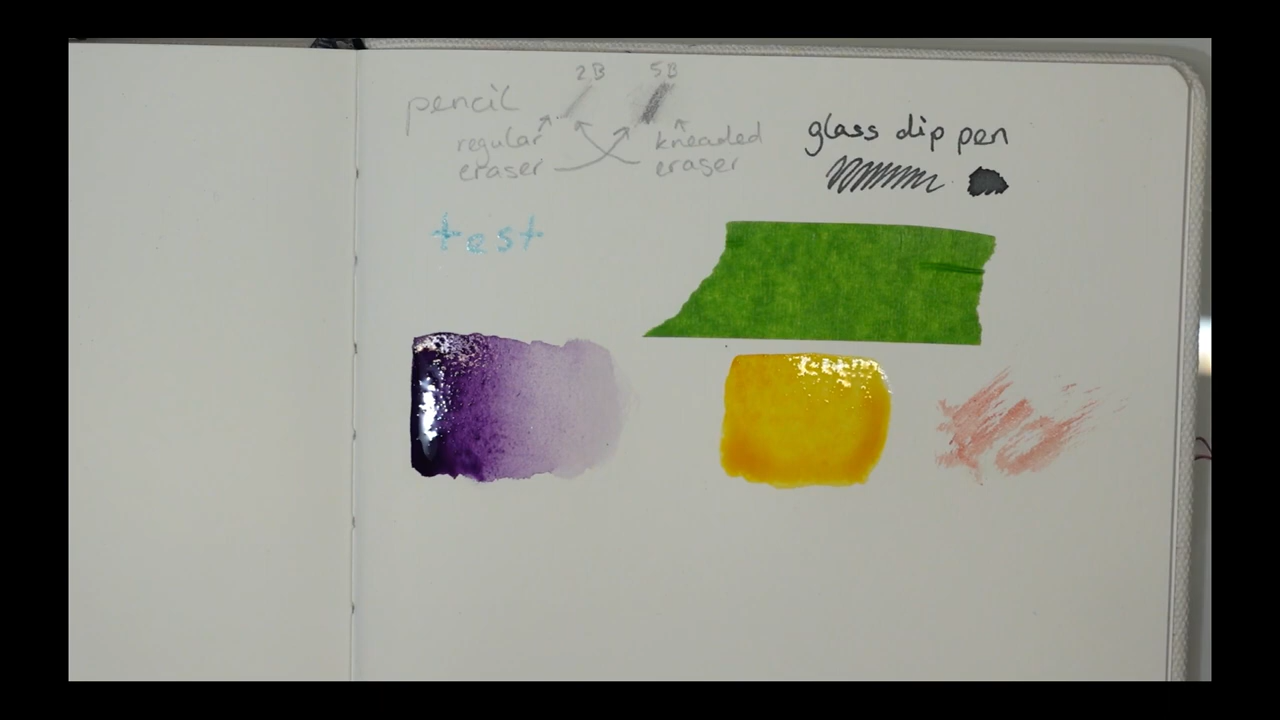 2B 5B
pencil
regular kneaded
eraser eraser
glass dip pen
test